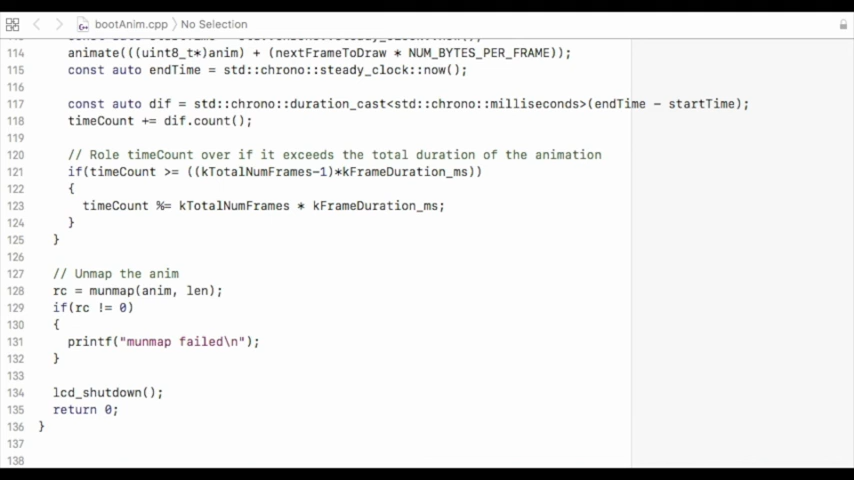 bootAnim.cpp 〉No Selection
114 animate(((uint8_t*)anim) + (nextFrameToDraw * NUM_BYTES_PER_FRAME));
115 const auto endTime = std::chrono::steady_clock::now();
116
117 const auto dif = std::chrono::duration_cast<std::chrono::milliseconds>(endTime - startTime);
118 timeCount += dif.count();
119
120 // Role timeCount over if it exceeds the total duration of the animation
121 if(timeCount >= ((kTotalNumFrames-1)*kFrameDuration_ms))
122 {
123 timeCount %= kTotalNumFrames * kFrameDuration_ms;
124 }
125 }
126
127 // Unmap the anim
128 rc = munmap(anim, len);
129 if(rc != 0)
130 {
131 printf("munmap failed\n");
132 }
133
134 lcd_shutdown();
135 return 0;
136 }
137
138